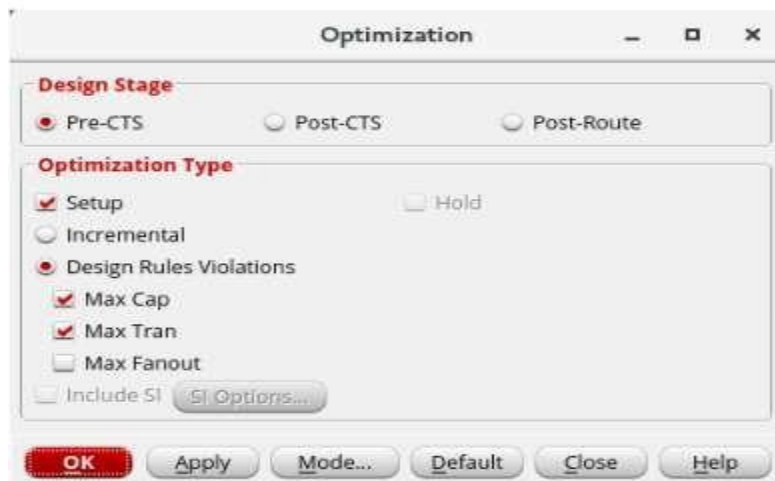 Optimization
Design Stage
Pre-CTS Post-CTS Post-Route
Optimization Type
Setup Hold
Incremental
Design Rules Violations
Max Cap
Max Tran
Max Fanout
Include SI SI Options...
OK Apply Mode... Default Close Help